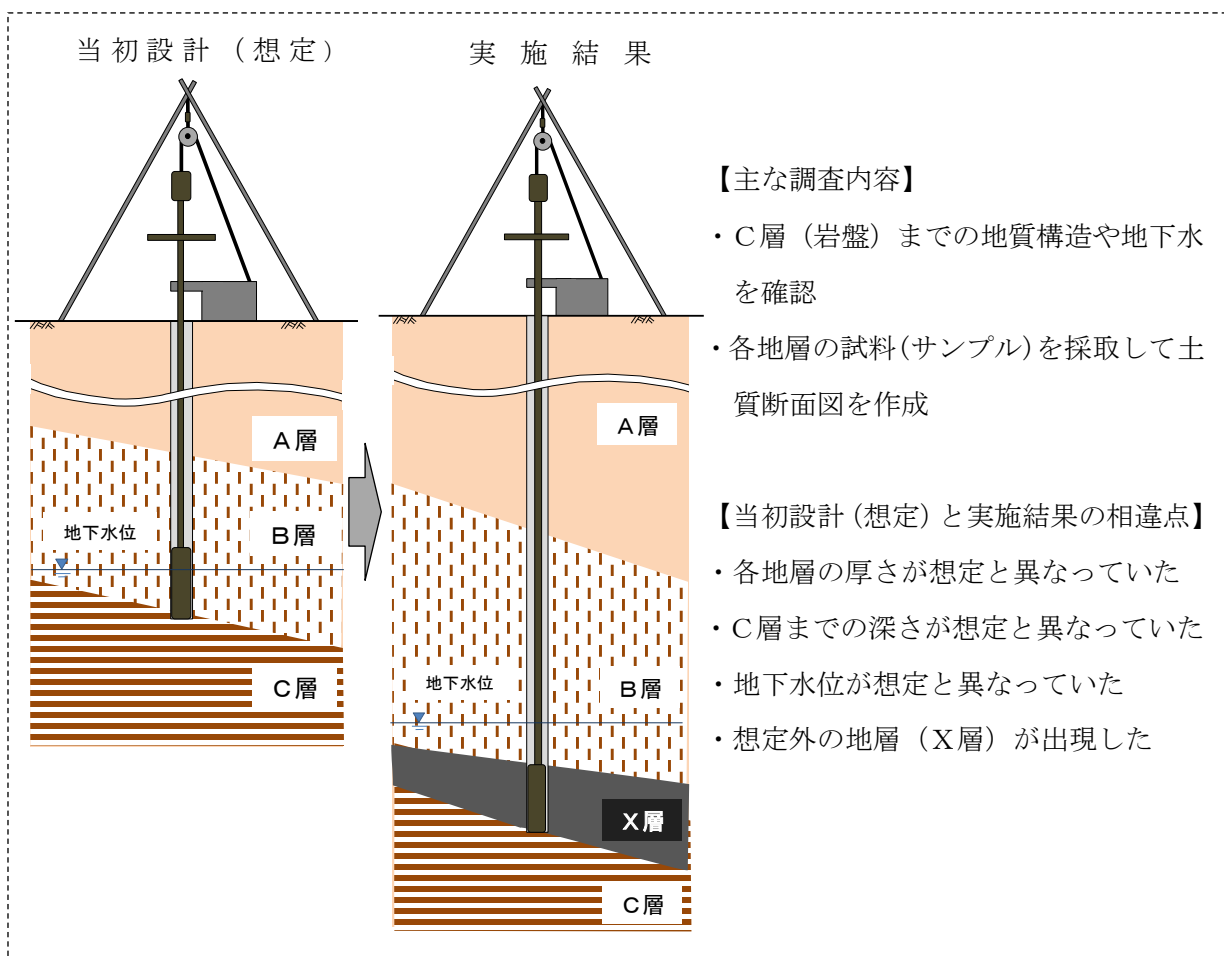 当初設計（想定）
実施結果
A層
地下水位
B層
C層
A層
地下水位
B層
X層
C層
【主な調査内容】
・C層（岩盤）までの地質構造や地下水
を確認
・各地層の試料(サンプル)を採取して土
質断面図を作成
【当初設計(想定)と実施結果の相違点】
・各地層の厚さが想定と異なっていた
・C層までの深さが想定と異なっていた
・地下水位が想定と異なっていた
・想定外の地層（X層）が出現した